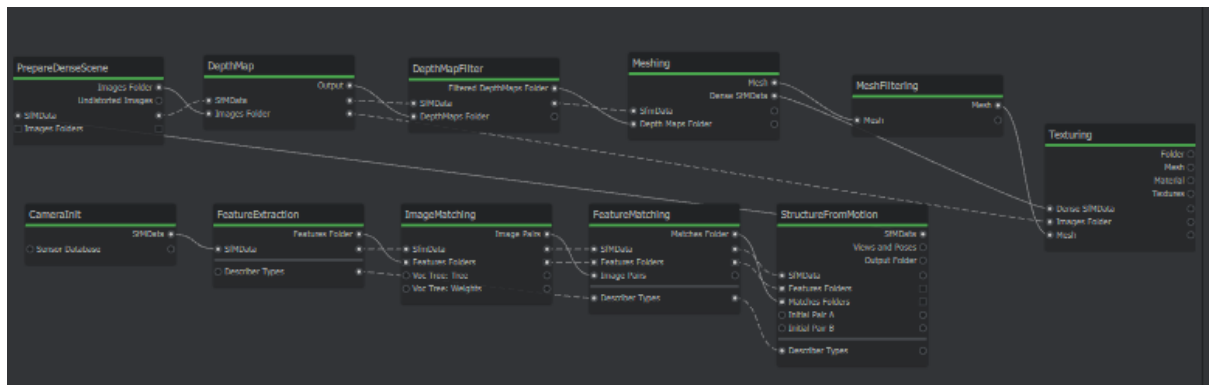 PrepareDenseScene
Images Folder
Undistorted Images
SfMData
Images Folders
DepthMap
Output
SfMData
Images Folder
DepthMapFilter
Filtered DepthMaps Folder
SfMData
DepthMaps Folder
Meshing
Mesh
Dense SfMData
SfmData
Depth Maps Folder
MeshFiltering
Mesh
Mesh
Texturing
Folder
Mesh
Material
Textures
Dense SfMData
Images Folder
Mesh
CameraInit
SfMData
Sensor Database
FeatureExtraction
Features Folder
SfMData
Describer Types
ImageMatching
Image Pairs
SfmData
Features Folders
Voc Tree: Tree
Voc Tree: Weights
FeatureMatching
Matches Folder
SfMData
Features Folders
Image Pairs
Describer Types
StructureFromMotion
SfMData
Views and Poses
Output Folder
SfMData
Features Folders
Matches Folders
Initial Pair A
Initial Pair B
Describer Types